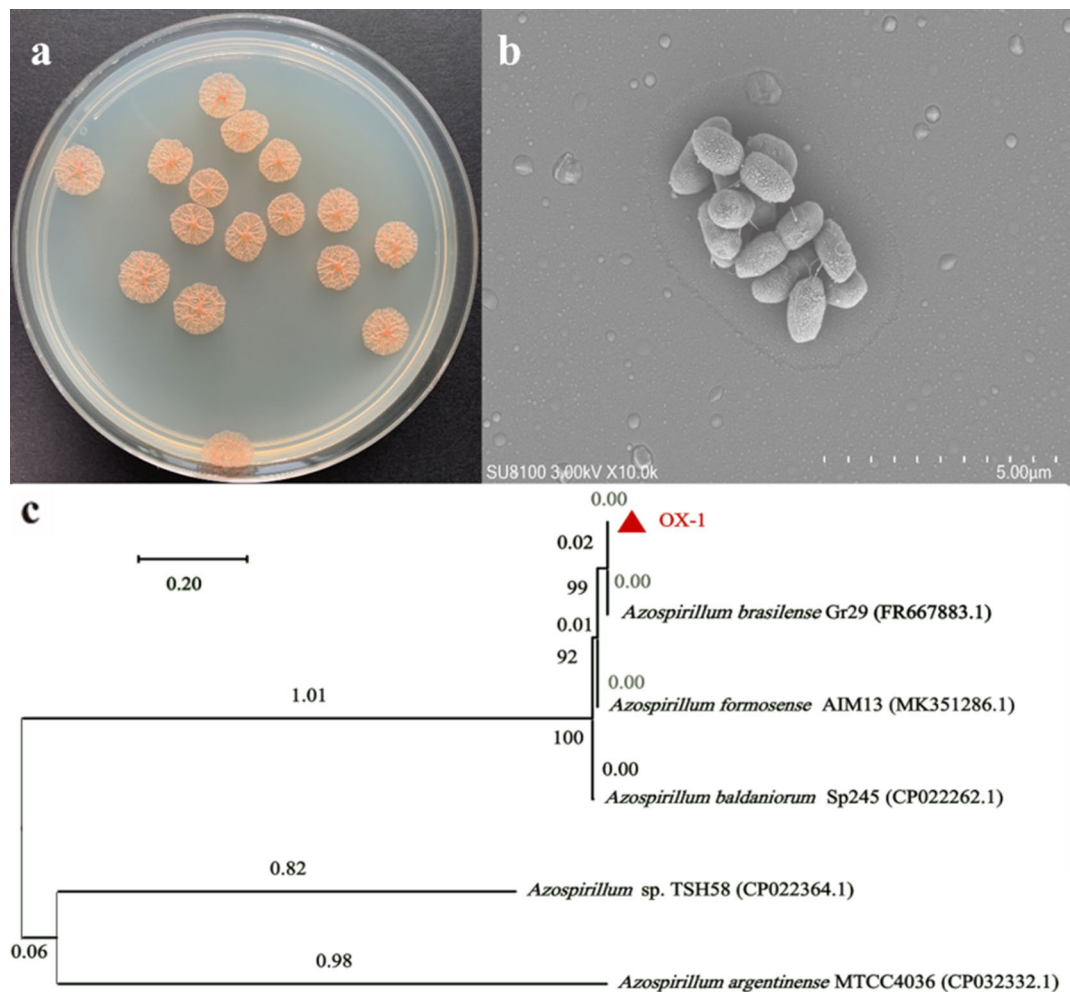 a
b
SU8100 3.00kV X10.0k 5.00μm
c
0.00
OX-1
0.02
0.20
99
0.00
Azospirillum brasilense Gr29 (FR667883.1)
0.01
92
0.00
1.01
Azospirillum formosense AIM13 (MK351286.1)
100
0.00
Azospirillum baldaniorum Sp245 (CP022262.1)
0.82
Azospirillum sp. TSH58 (CP022364.1)
0.06
0.98
Azospirillum argentinense MTCC4036 (CP032332.1)